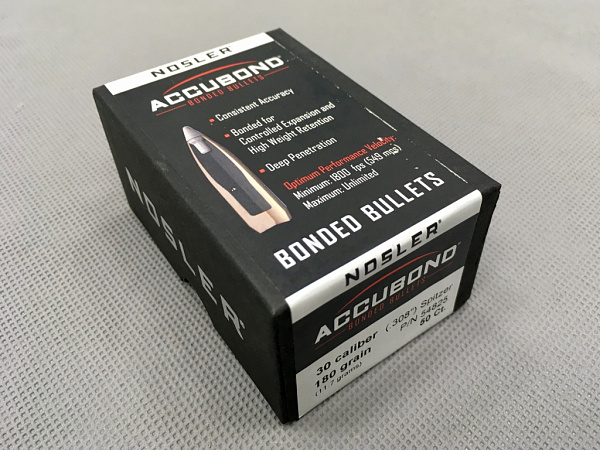 NOSLER®
ACCUBOND™
BONDED BULLETS
• Consistent Accuracy
• Bonded for
Controlled Expansion and
High Weight Retention
• Deep Penetration
Optimum Performance Velocity:
Minimum: 1800 fps (549 mps)
Maximum: Unlimited
BONDED BULLETS
NOSLER®
NOSLER®
ACCUBOND™
BONDED BULLETS
30 caliber (.308") Spitzer
180 grain P/N 54825
(11.7 grams) 50 Ct.